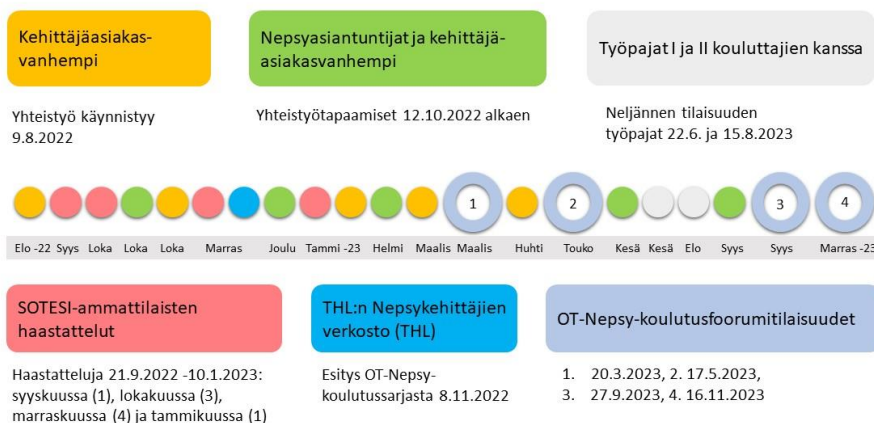 Kehittäjäasiakas-
vanhempi
Nepsyasiantuntijat ja kehittäjä-
asiakasvanhempi
Työpajat I ja II kouluttajien kanssa
Yhteistyö käynnistyy
9.8.2022
Yhteistyötapaamiset 12.10.2022 alkaen
Neljännen tilaisuuden
työpajat 22.6. ja 15.8.2023
1 2 3 4
Elo -22 Syys Loka Loka Loka Marras Joulu Tammi -23 Helmi Maalis Maalis Huhti Touko Kesä Kesä Elo Syys Syys Marras -23
SOTESI-ammattilaisten
haastattelut
THL:n Nepsykehittäjien
verkosto (THL)
OT-Nepsy-koulutusfoorumitilaisuudet
Haastatteluja 21.9.2022 -10.1.2023:
syyskuussa (1), lokakuussa (3),
marraskuussa (4) ja tammikuussa (1)
Esitys OT-Nepsy-
koulutussarjasta 8.11.2022
1. 20.3.2023, 2. 17.5.2023,
3. 27.9.2023, 4. 16.11.2023